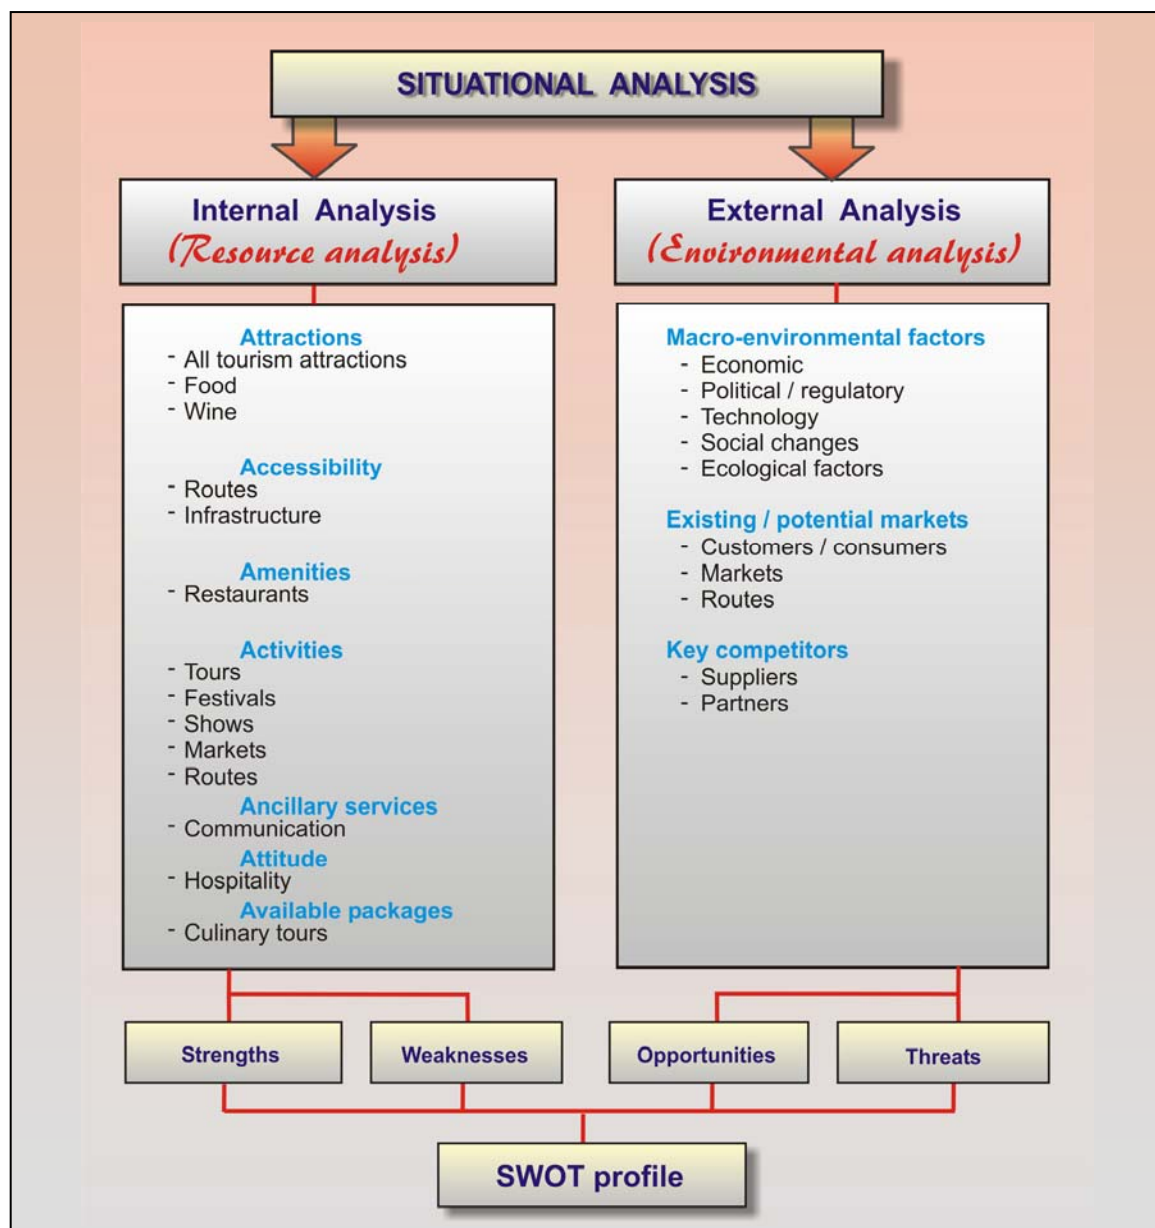 SITUATIONAL ANALYSIS
Internal Analysis
(Resource analysis)
Attractions
- All tourism attractions
- Food
- Wine
Accessibility
- Routes
- Infrastructure
Amenities
- Restaurants
Activities
- Tours
- Festivals
- Shows
- Markets
- Routes
Ancillary services
- Communication
Attitude
- Hospitality
Available packages
- Culinary tours
External Analysis
(Environmental analysis)
Macro-environmental factors
- Economic
- Political / regulatory
- Technology
- Social changes
- Ecological factors
Existing / potential markets
- Customers / consumers
- Markets
- Routes
Key competitors
- Suppliers
- Partners
Strengths
Weaknesses
Opportunities
Threats
SWOT profile